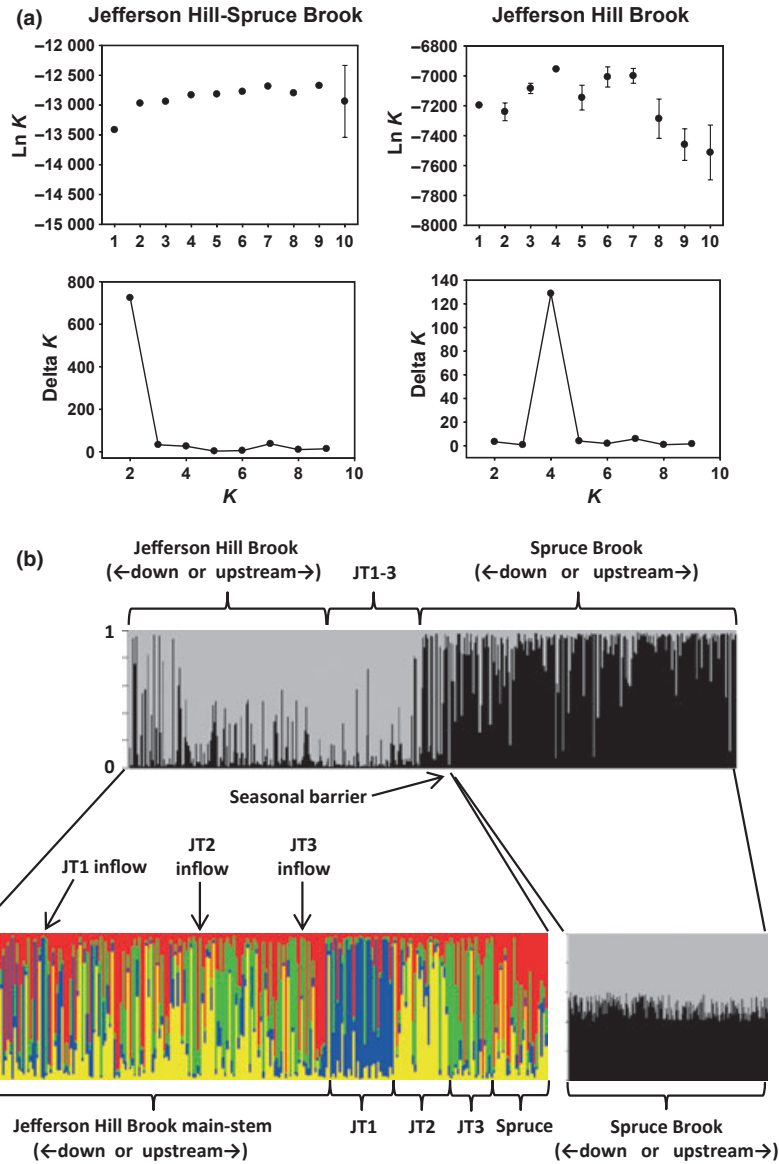 (a)
Jefferson Hill-Spruce Brook
Jefferson Hill Brook
Ln K
−12 000
−12 500
−13 000
−13 500
−14 000
−14 500
−15 000
1 2 3 4 5 6 7 8 9 10
Ln K
−6800
−7000
−7200
−7400
−7600
−7800
−8000
1 2 3 4 5 6 7 8 9 10
Delta K
800
600
400
200
0
2 4 6 8 10
K
Delta K
140
120
100
80
60
40
20
0
2 4 6 8 10
K
(b)
Jefferson Hill Brook
(←down or upstream→)
JT1-3
Spruce Brook
(←down or upstream→)
1
0
Seasonal barrier
JT1 inflow
JT2
inflow
JT3
inflow
Jefferson Hill Brook main-stem
(←down or upstream→)
JT1
JT2
JT3
Spruce
Spruce Brook
(←down or upstream→)